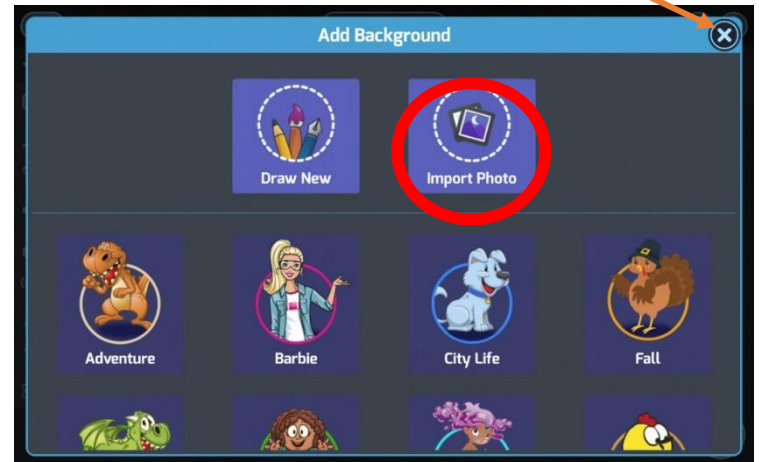 Add Background
Draw New
Import Photo
Adventure
Barbie
City Life
Fall